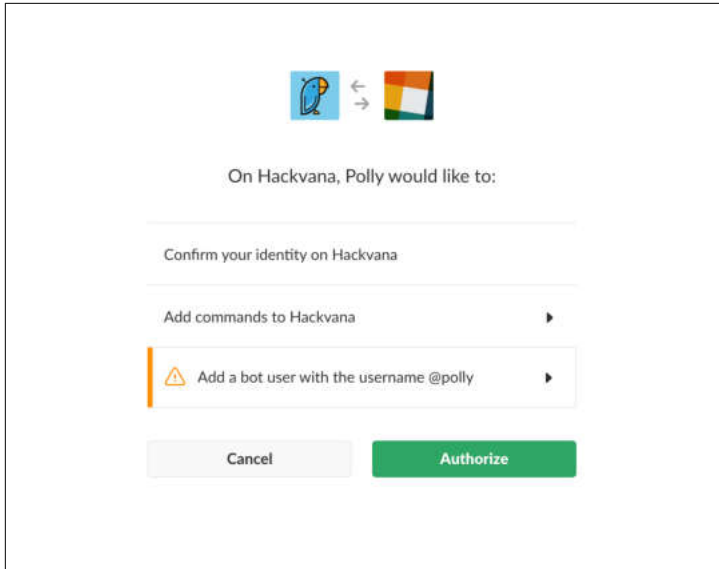 On Hackvana, Polly would like to:
Confirm your identity on Hackvana
Add commands to Hackvana
Add a bot user with the username @polly
Cancel
Authorize